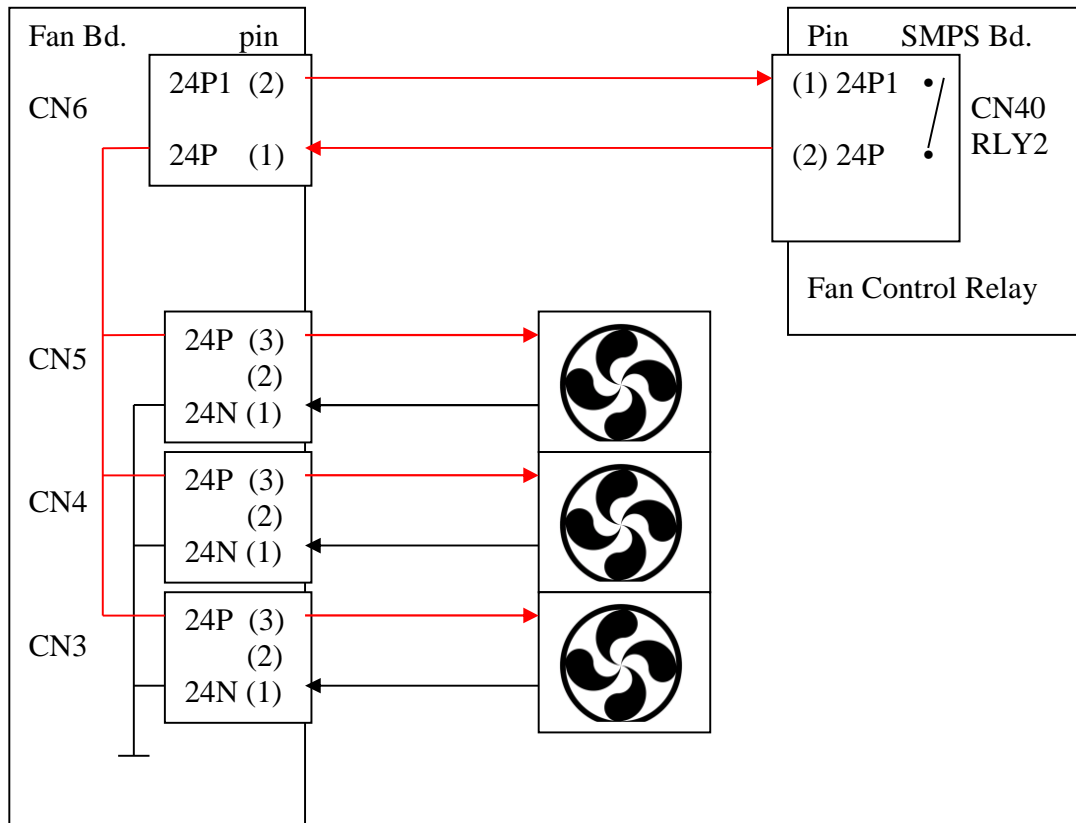 Fan Bd. pin
CN6
24P1 (2)
24P (1)
Pin SMPS Bd.
(1) 24P1
(2) 24P
CN40
RLY2
Fan Control Relay
CN5
24P (3)
(2)
24N (1)
CN4
24P (3)
(2)
24N (1)
CN3
24P (3)
(2)
24N (1)